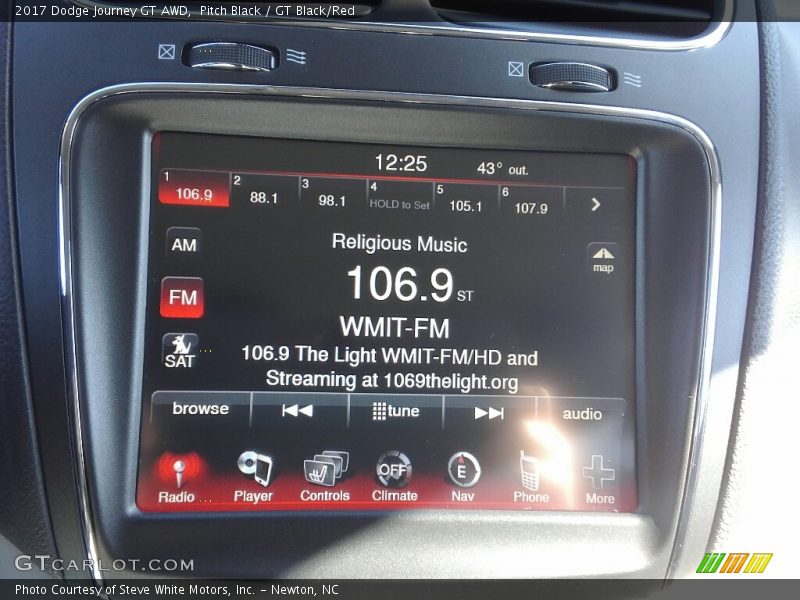 2017 Dodge Journey GT AWD, Pitch Black / GT Black/Red
12:25 43° out.
1 106.9 2 88.1 3 98.1 4 HOLD to Set 5 105.1 6 107.9
AM
Religious Music
map
FM
106.9 ST
WMIT-FM
SAT
106.9 The Light WMIT-FM/HD and
Streaming at 1069thelight.org
browse tune audio
OFF E
Radio Player Controls Climate Nav Phone More
GTCARLOT.COM
Photo Courtesy of Steve White Motors, Inc. – Newton, NC